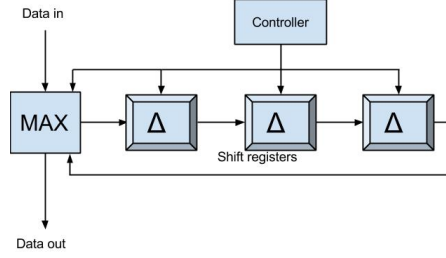 Data in
Controller
MAX
Δ
Δ
Δ
Shift registers
Data out